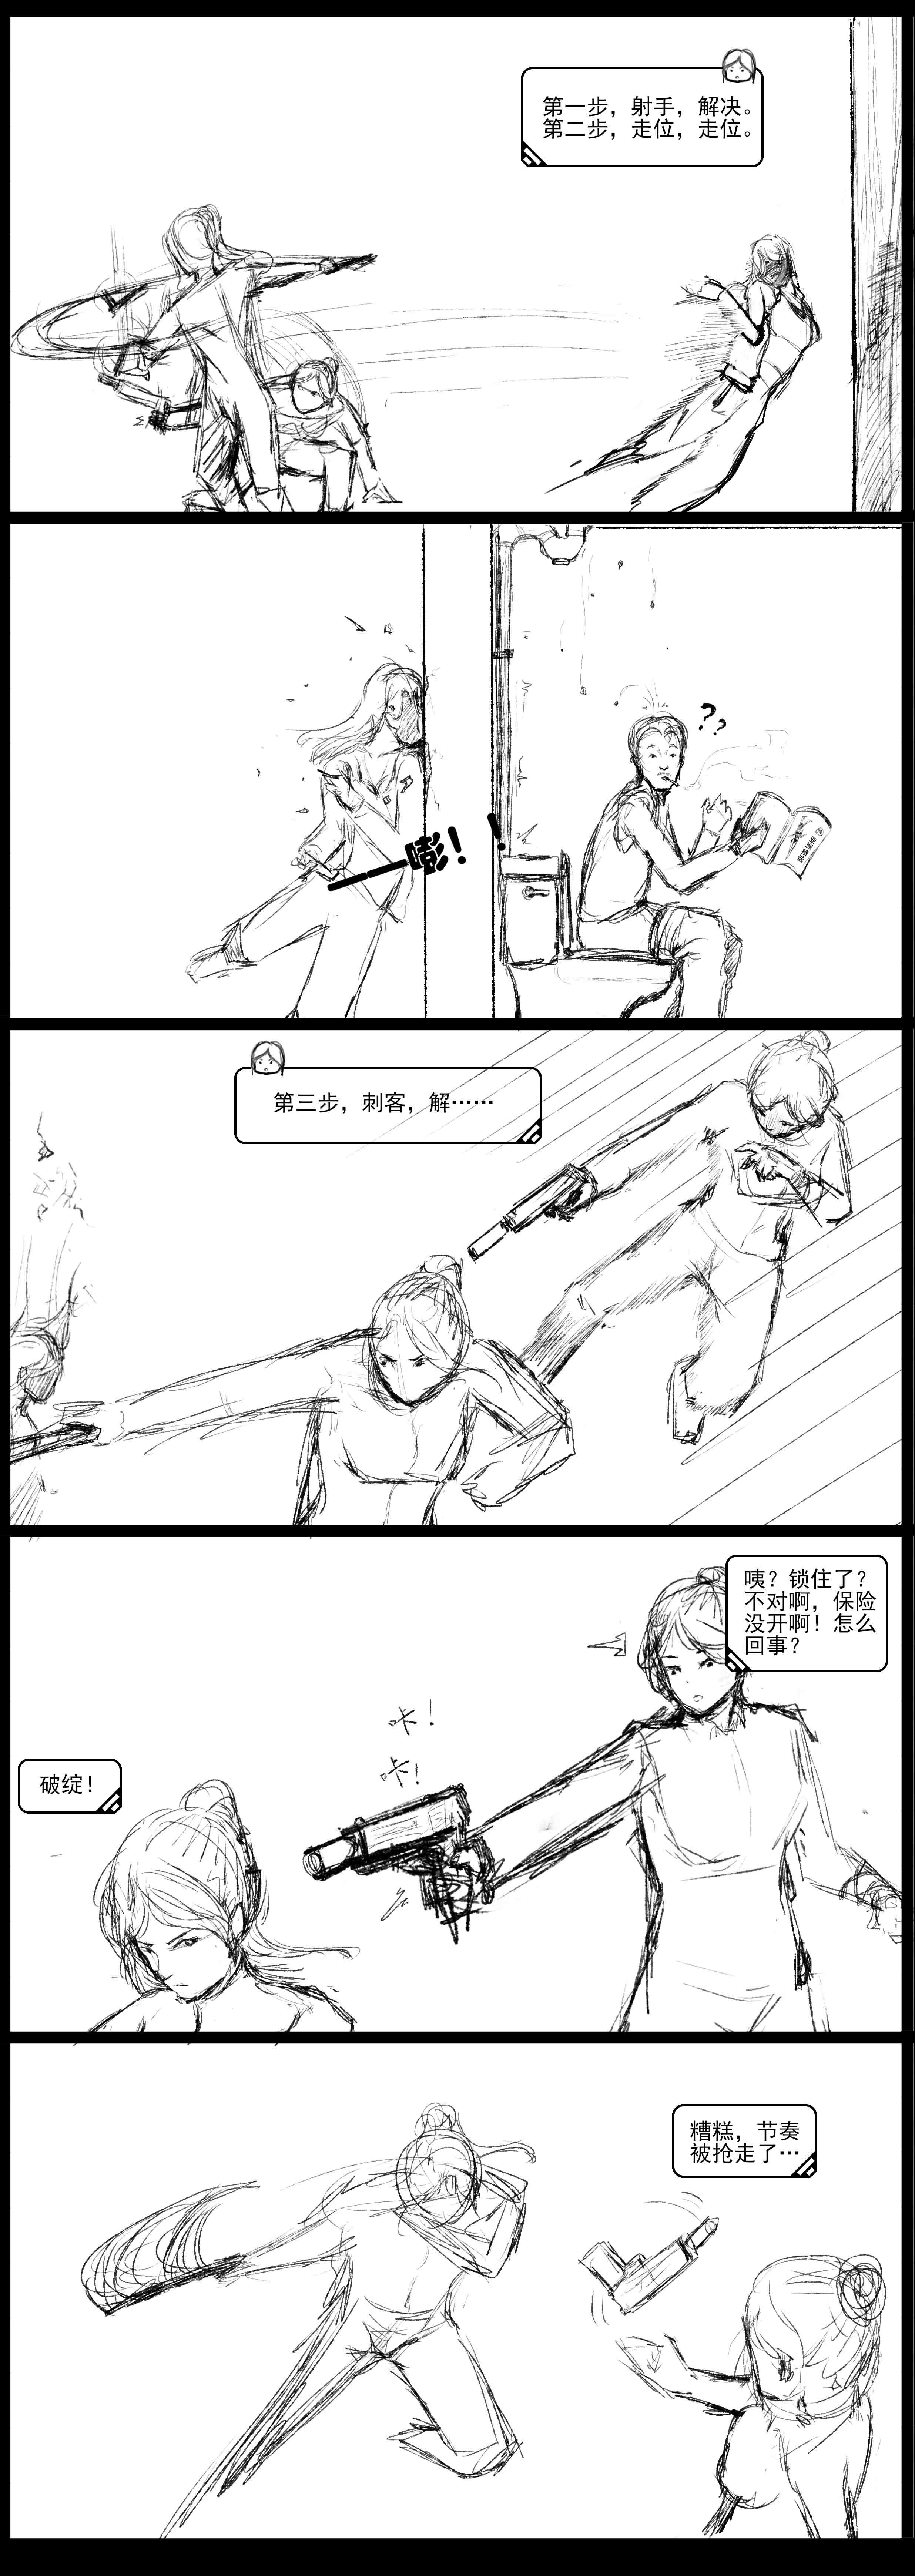 第一步，射手，解决。
第二步，走位，走位。
??
——嘭！！
第三步，刺客，解……
咦？锁住了？
不对啊，保险
没开啊！怎么
回事？
咔！
咔！
破绽！
糟糕，节奏
被抢走了…